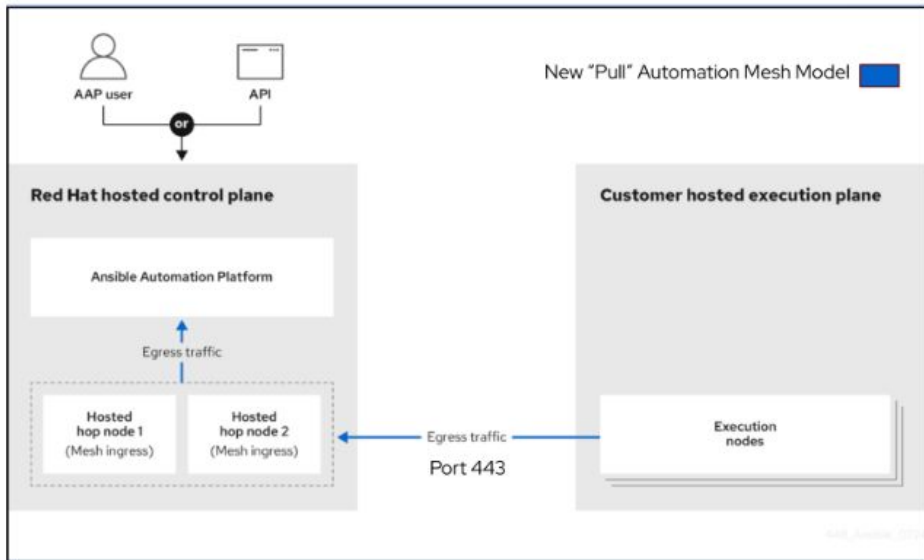 New "Pull" Automation Mesh Model
AAP user
API
or
Red Hat hosted control plane
Ansible Automation Platform
Egress traffic
Hosted
hop node 1
(Mesh ingress)
Hosted
hop node 2
(Mesh ingress)
Egress traffic
Port 443
Customer hosted execution plane
Execution
nodes